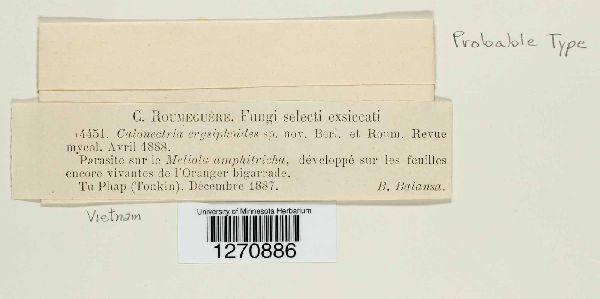 Probable Type
C. ROUMEGUÈRE. Fungi selecti exsiccati
4451. Calonectria erysiphoides sp. nov. Berl. et Roum. Revue
mycol. Avril 1888.
Parasite sur le Meliola amphitricha, développé sur les feuilles
encore vivantes de l'Oranger bigarrade.
Tu Phap (Tonkin). Décembre 1887. B. Balansa.
Vietnam
University of Minnesota Herbarium
1270886